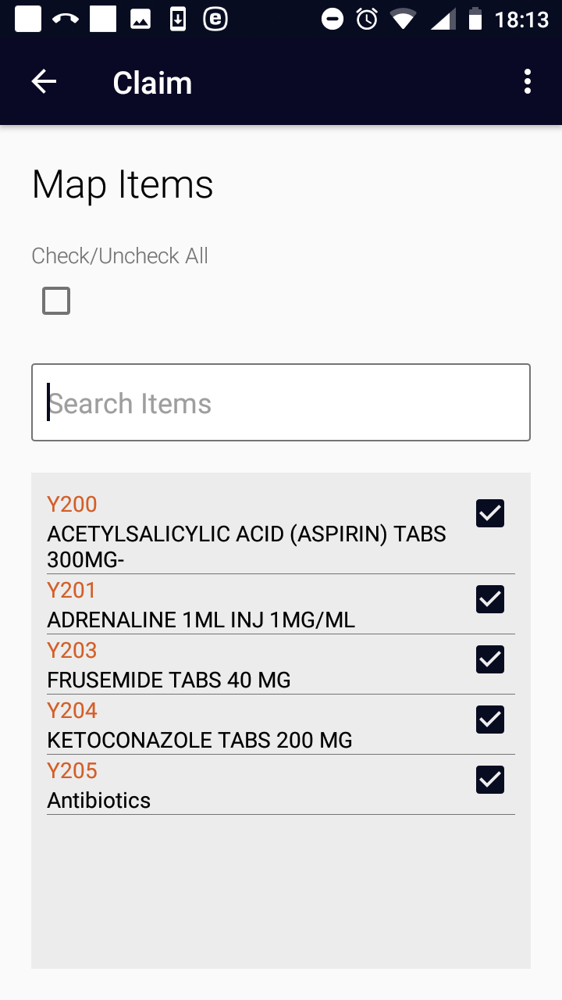 18:13
Claim
Map Items
Check/Uncheck All
Search Items
Y200
ACETYLSALICYLIC ACID (ASPIRIN) TABS
300MG-
Y201
ADRENALINE 1ML INJ 1MG/ML
Y203
FRUSEMIDE TABS 40 MG
Y204
KETOCONAZOLE TABS 200 MG
Y205
Antibiotics